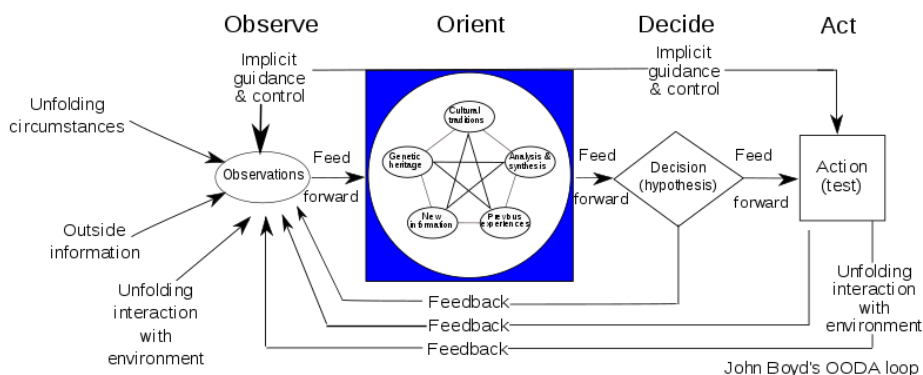 Observe
Orient
Decide
Act
Implicit
guidance
& control
Implicit
guidance
& control
Unfolding
circumstances
Observations
Feed
forward
Cultural
traditions
Genetic
heritage
Analysis &
synthesis
New
information
Previous
experiences
Feed
forward
Decision
(hypothesis)
Feed
forward
Action
(test)
Outside
information
Unfolding
interaction
with
environment
Feedback
Feedback
Feedback
Unfolding
interaction
with
environment
John Boyd's OODA loop